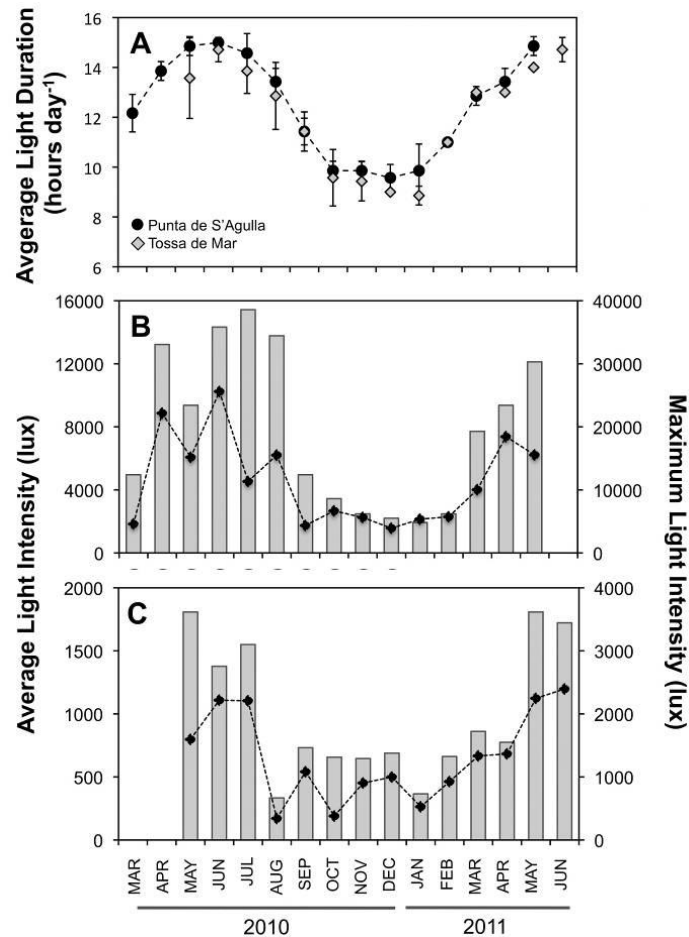 A
Avgerage Light Duration
(hours day-1)
16
14
12
10
8
6
Punta de S'Agulla
Tossa de Mar
B
16000
12000
8000
4000
0
40000
30000
20000
10000
0
Average Light Intensity (lux)
Maximum Light Intensity (lux)
C
2000
1500
1000
500
0
4000
3000
2000
1000
0
MAR APR MAY JUN JUL AUG SEP OCT NOV DEC JAN FEB MAR APR MAY JUN
2010 2011